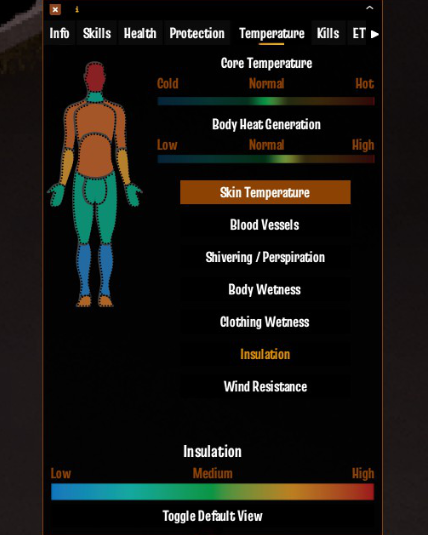 Info Skills Health Protection Temperature Kills ET
Core Temperature
Cold Normal Hot
Body Heat Generation
Low Normal High
Skin Temperature
Blood Vessels
Shivering / Perspiration
Body Wetness
Clothing Wetness
Insulation
Wind Resistance
Insulation
Low Medium High
Toggle Default View